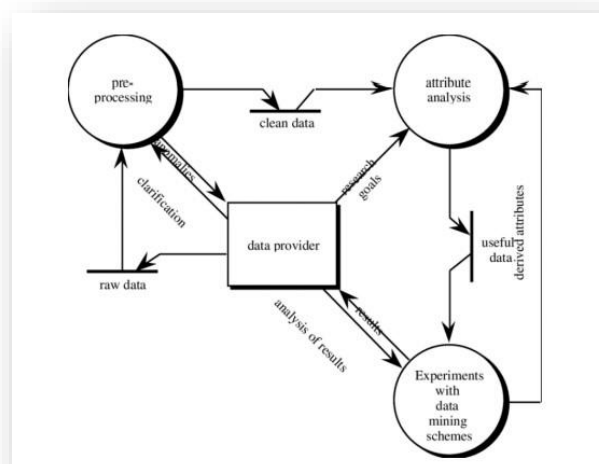 pre-
processing
attribute
analysis
clean data
anomalies
clarification
research
goals
data provider
raw data
useful
data
derived attributes
analysis of results
results
Experiments
with
data
mining
schemes